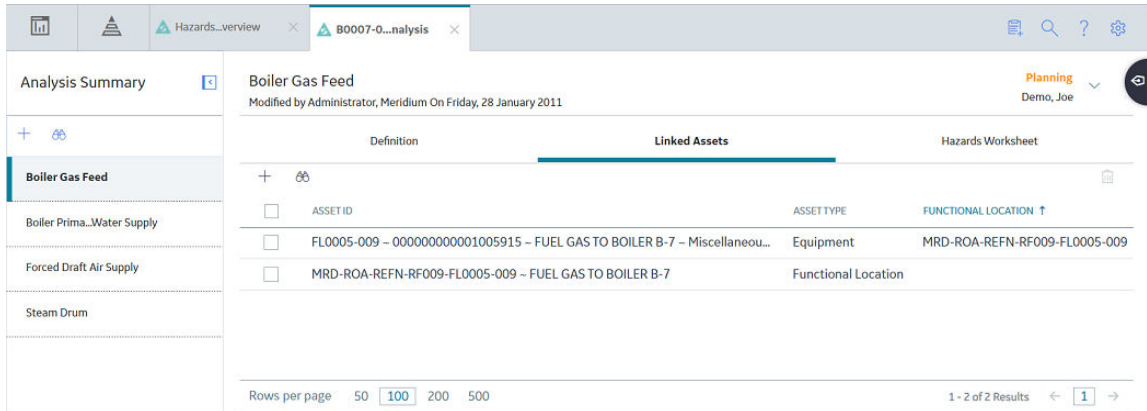 Hazards...verview
B0007-0...nalysis
?
Analysis Summary
Boiler Gas Feed
Boiler Prima...Water Supply
Forced Draft Air Supply
Steam Drum
Boiler Gas Feed
Modified by Administrator, Meridium On Friday, 28 January 2011
Planning
Demo, Joe
Definition Linked Assets Hazards Worksheet
ASSET ID ASSET TYPE FUNCTIONAL LOCATION ↑
FL0005-009 ~ 000000000001005915 ~ FUEL GAS TO BOILER B-7 ~ Miscellaneou... Equipment MRD-ROA-REFN-RF009-FL0005-009
MRD-ROA-REFN-RF009-FL0005-009 ~ FUEL GAS TO BOILER B-7 Functional Location
Rows per page 50 100 200 500 1 - 2 of 2 Results ← 1 →